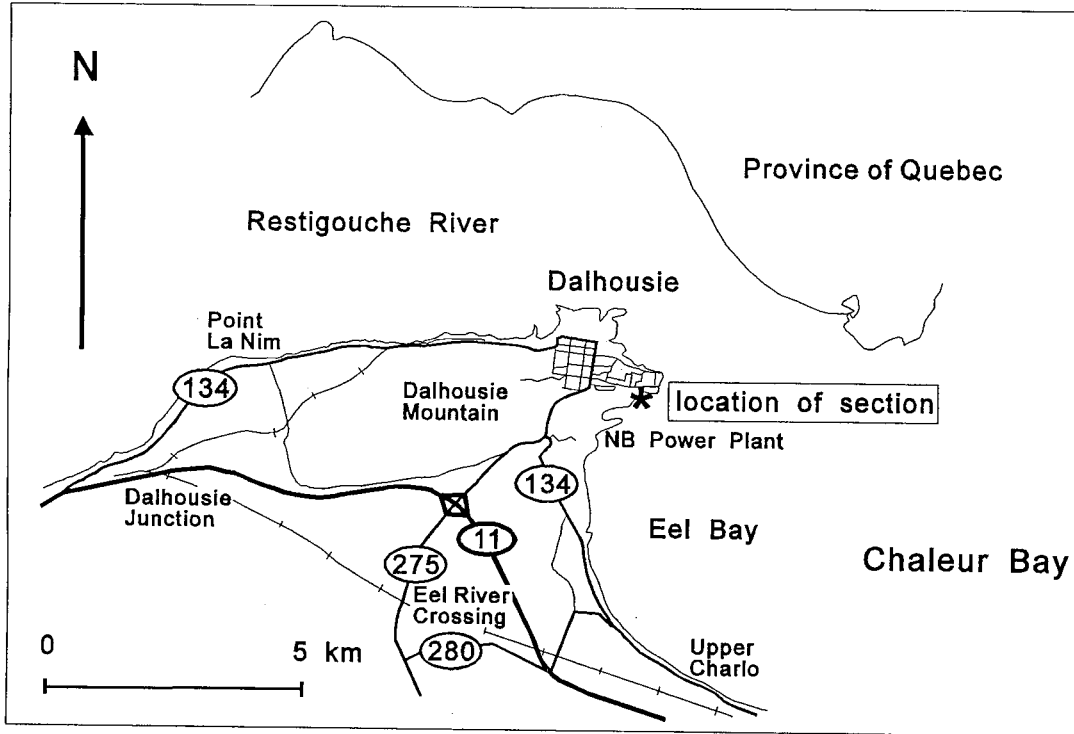 N
Province of Quebec
Restigouche River
Dalhousie
Point
La Nim
134
Dalhousie
Mountain
location of section
NB Power Plant
134
Dalhousie
Junction
11
Eel Bay
Chaleur Bay
275
Eel River
Crossing
280
Upper
Charlo
0 5 km